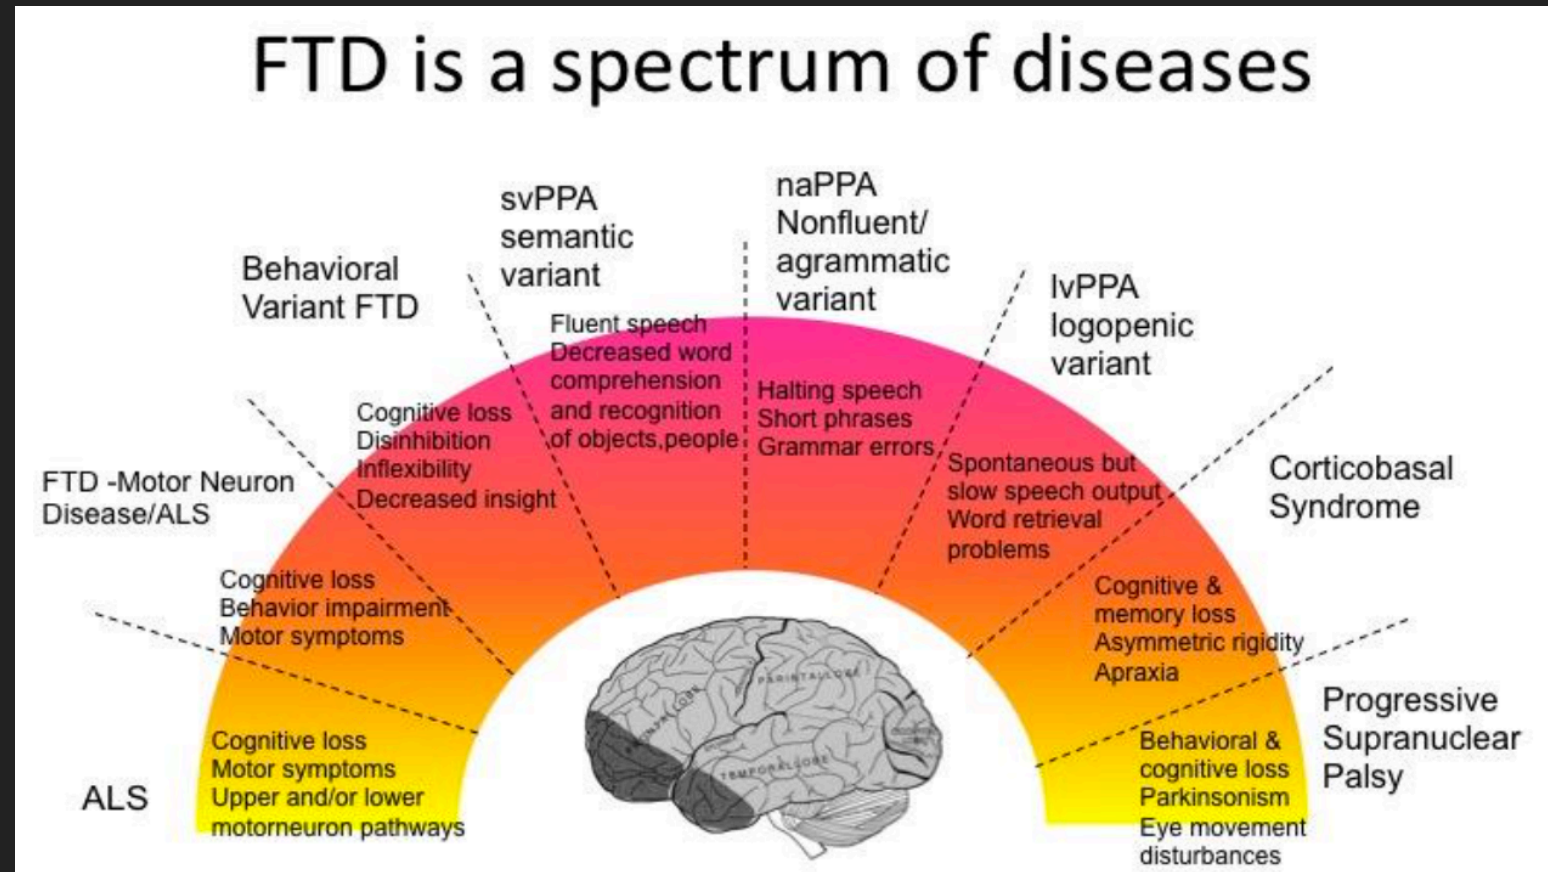 FTD is a spectrum of diseases
svPPA
semantic
variant
naPPA
Nonfluent/
agrammatic
variant
Behavioral
Variant FTD
lvPPA
logopenic
variant
Fluent speech
Decreased word
comprehension
and recognition
of objects,people
Halting speech
Short phrases
Grammar errors
Cognitive loss
Disinhibition
Inflexibility
Decreased insight
Spontaneous but
slow speech output
Word retrieval
problems
FTD -Motor Neuron
Disease/ALS
Corticobasal
Syndrome
Cognitive loss
Behavior impairment
Motor symptoms
Cognitive &
memory loss
Asymmetric rigidity
Apraxia
ALS
Cognitive loss
Motor symptoms
Upper and/or lower
motorneuron pathways
Progressive
Supranuclear
Palsy
Behavioral &
cognitive loss
Parkinsonism
Eye movement
disturbances